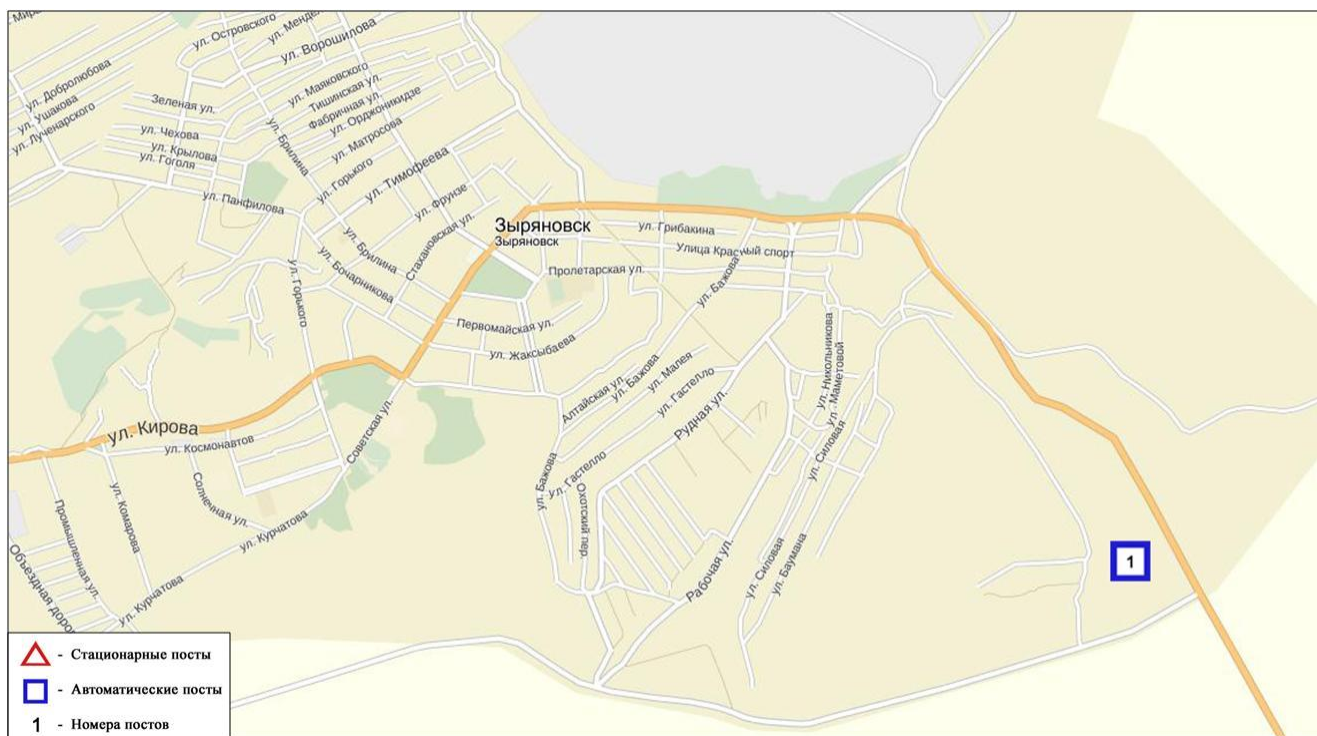 ул. Островского
ул. Ворошилова
ул. Добролюбова
ул. Ушакова
ул. Луначарского
Зеленая ул.
ул. Маяковского
Тишинская ул.
Фабричная ул.
ул. Орджоникидзе
ул. Чехова
ул. Крылова
ул. Гоголя
ул. Брилина
ул. Матросова
ул. Горького
ул. Тимофеева
ул. Панфилова
ул. Фрунзе
Стахановская ул.
Зыряновск
Зыряновск
ул. Грибакина
Пролетарская ул.
ул. Бажова
ул. Брилина
ул. Бочарникова
ул. Горького
Первомайская ул.
ул. Жаксыбаева
ул. Никольникова
ул. Маметовой
Алтайская ул.
ул. Бажова
ул. Малея
ул. Гастелло
Рудная ул.
ул. Кирова
ул. Космонавтов
Советская ул.
ул. Силовая
Солнечная ул.
ул. Бажова
Ул. Гастелло
Охотский пер.
Промышленная ул.
ул. Комарова
ул. Курчатова
Рабочая ул.
ул. Силовая
ул. Баумана
1
Объездная
ул. Курчатова
- Стационарные посты
- Автоматические посты
1 - Номера постов